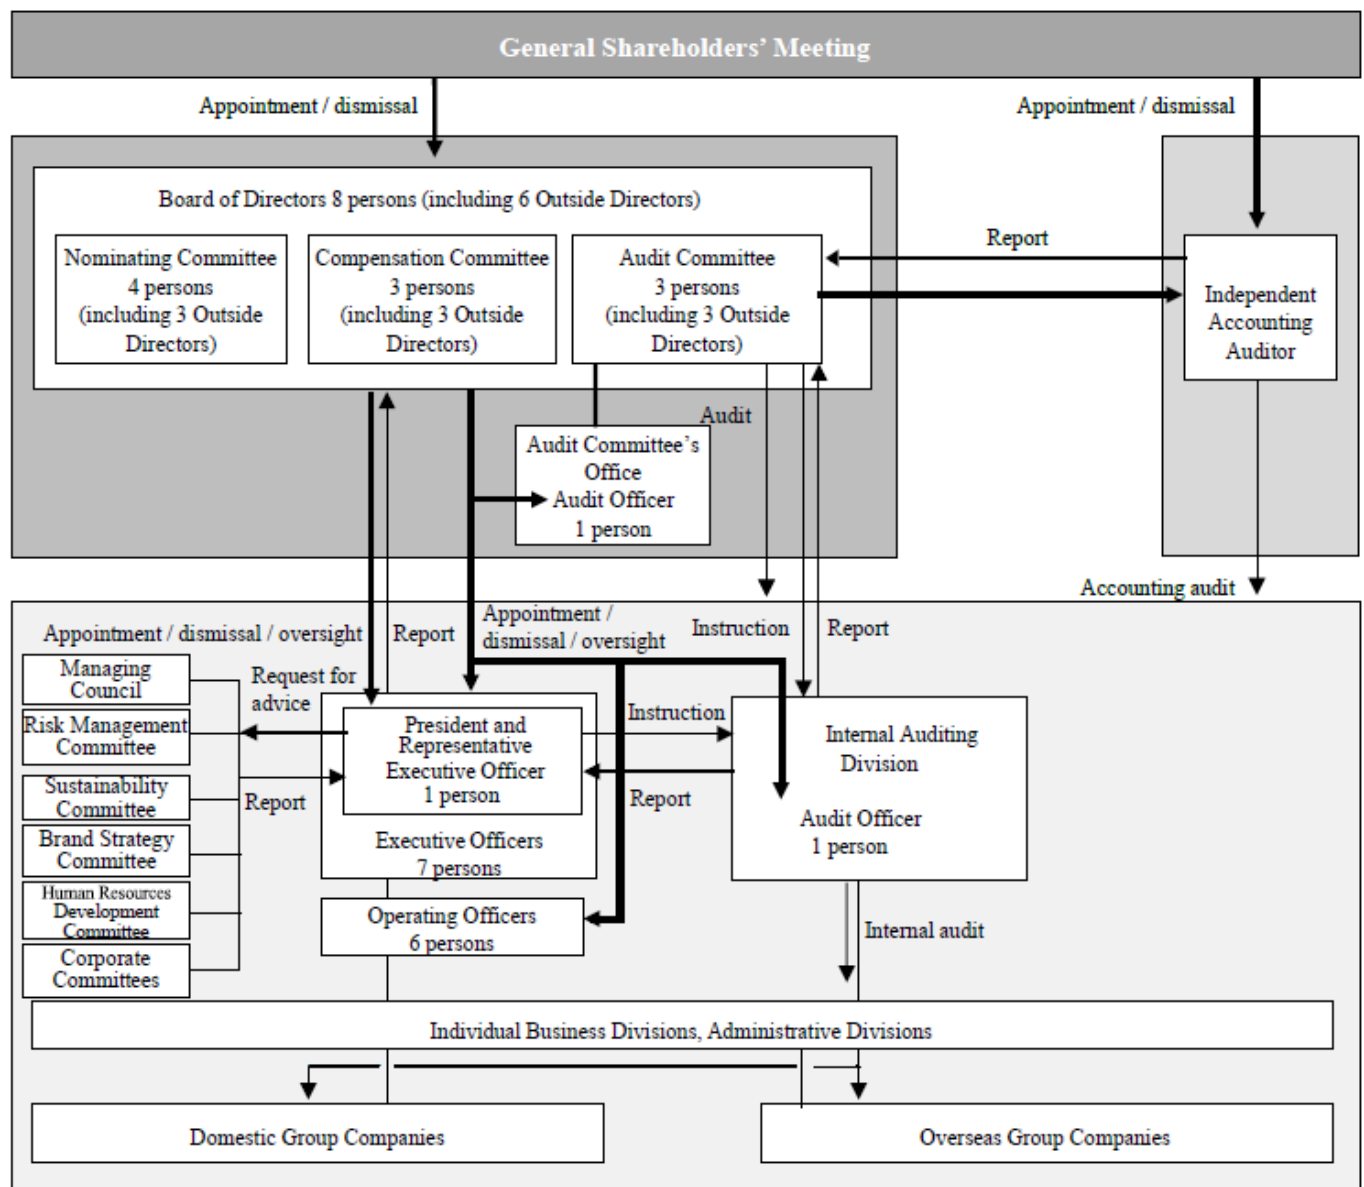 General Shareholders’ Meeting
Appointment / dismissal
Appointment / dismissal
Board of Directors 8 persons (including 6 Outside Directors)
Nominating Committee
4 persons
(including 3 Outside
Directors)
Compensation Committee
3 persons
(including 3 Outside
Directors)
Audit Committee
3 persons
(including 3 Outside
Directors)
Report
Independent
Accounting
Auditor
Audit
Audit Committee’s
Office
Audit Officer
1 person
Accounting audit
Appointment / dismissal / oversight
Report
Appointment /
dismissal / oversight
Instruction
Report
Managing
Council
Risk Management
Committee
Sustainability
Committee
Brand Strategy
Committee
Human Resources
Development
Committee
Corporate
Committees
Request for
advice
Report
President and
Representative
Executive Officer
1 person
Executive Officers
7 persons
Operating Officers
6 persons
Instruction
Report
Internal Auditing
Division
Audit Officer
1 person
Internal audit
Individual Business Divisions, Administrative Divisions
Domestic Group Companies
Overseas Group Companies